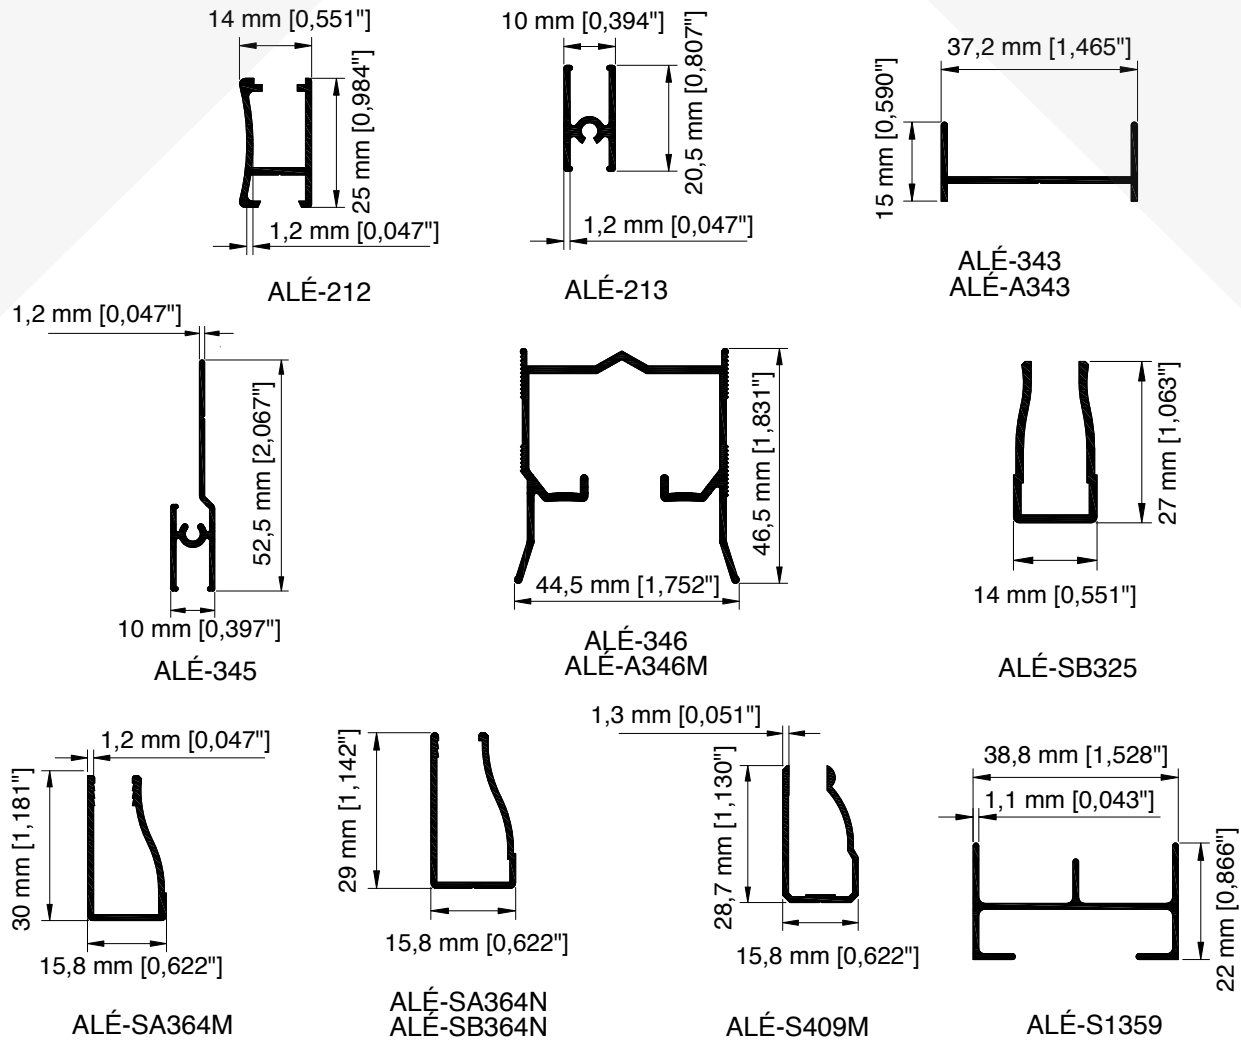 14 mm [0,551"]
25 mm [0,984"]
1,2 mm [0,047"]
ALÉ-212
10 mm [0,394"]
20,5 mm [0,807"]
1,2 mm [0,047"]
ALÉ-213
37,2 mm [1,465"]
15 mm [0,590"]
ALÉ-343
ALÉ-A343
1,2 mm [0,047"]
52,5 mm [2,067"]
10 mm [0,397"]
ALÉ-345
46,5 mm [1,831"]
44,5 mm [1,752"]
ALÉ-346
ALÉ-A346M
27 mm [1,063"]
14 mm [0,551"]
ALÉ-SB325
1,2 mm [0,047"]
30 mm [1,181"]
15,8 mm [0,622"]
ALÉ-SA364M
29 mm [1,142"]
15,8 mm [0,622"]
ALÉ-SA364N
ALÉ-SB364N
1,3 mm [0,051"]
28,7 mm [1,130"]
15,8 mm [0,622"]
ALÉ-S409M
38,8 mm [1,528"]
1,1 mm [0,043"]
22 mm [0,866"]
ALÉ-S1359